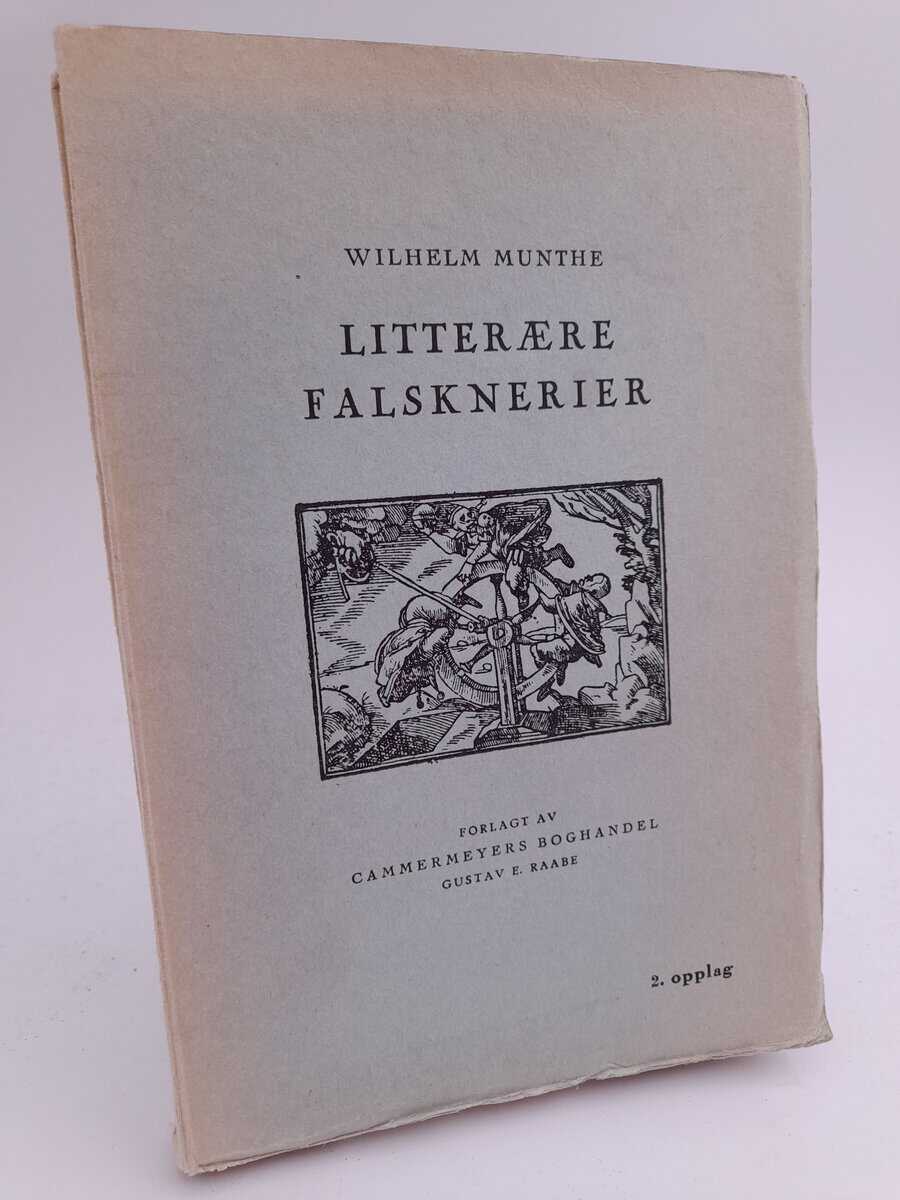 WILHELM MUNTHE
LITTERÆRE
FALSKNERIER
FORLAGT AV
CAMMERMEYERS BOGHANDEL
GUSTAV E. RAABE
2. opplag